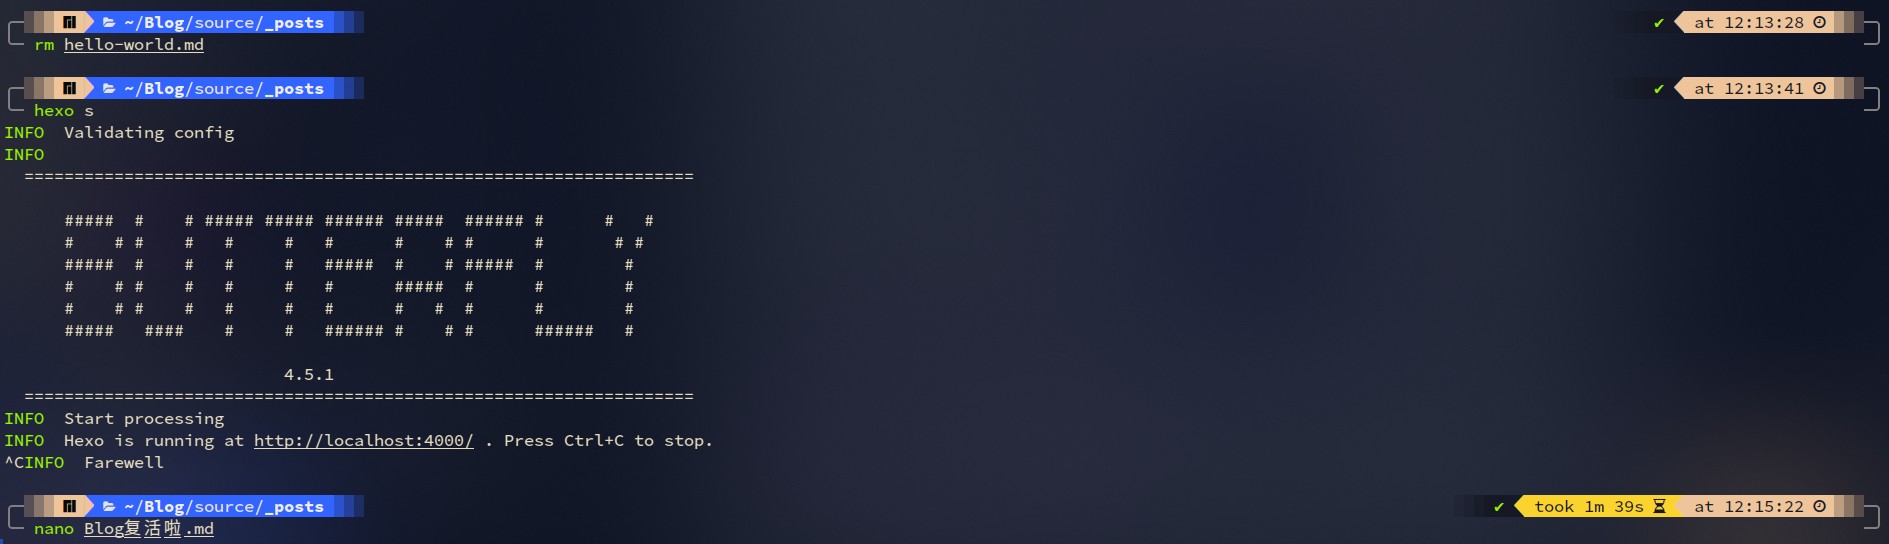 ~/Blog/source/_posts ✔ at 12:13:28
rm hello-world.md
~/Blog/source/_posts ✔ at 12:13:41
hexo s
INFO  Validating config
INFO
===================================================================
#####  #    # ##### ##### ###### #####  ###### #      #   #
#    # #    #   #     #   #      #    # #      #       # #
#####  #    #   #     #   #####  #    # #####  #        #
#    # #    #   #     #   #      #####  #      #        #
#    # #    #   #     #   #      #   #  #      #        #
#####   ####    #     #   ###### #    # #      ######   #
4.5.1
===================================================================
INFO  Start processing
INFO  Hexo is running at http://localhost:4000/ . Press Ctrl+C to stop.
^CINFO  Farewell
~/Blog/source/_posts ✔ took 1m 39s at 12:15:22
nano Blog复活啦.md